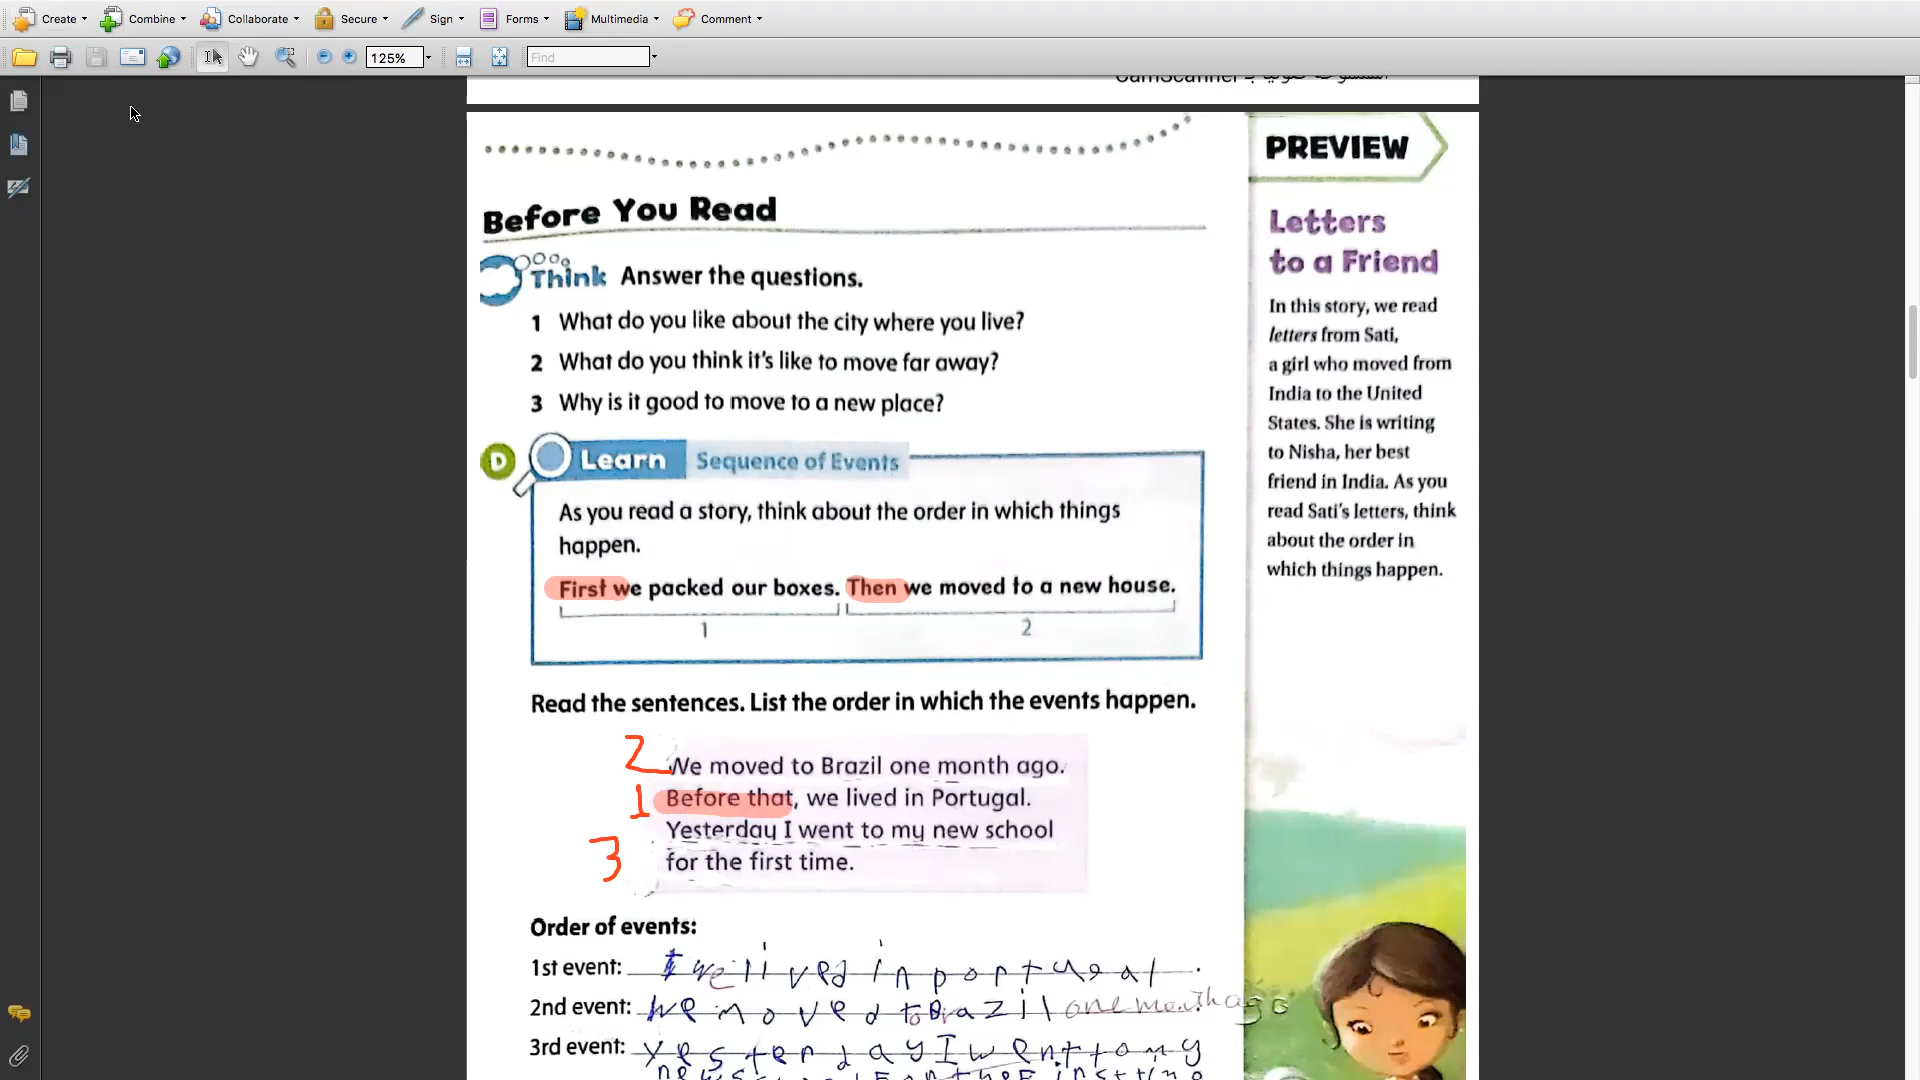 Create Combine Collaborate Secure Sign Forms Multimedia Comment
125% Find
CamScanner
PREVIEW
Before You Read
Think Answer the questions.
1 What do you like about the city where you live?
2 What do you think it's like to move far away?
3 Why is it good to move to a new place?
D Learn Sequence of Events
As you read a story, think about the order in which things
happen.
First we packed our boxes. Then we moved to a new house.
1 2
Read the sentences. List the order in which the events happen.
2 We moved to Brazil one month ago.
1 Before that, we lived in Portugal.
Yesterday I went to my new school
3 for the first time.
Order of events:
1st event: we lived in portugal.
2nd event: We moved to Brazil one month ago
3rd event: yesterday I went to my
Letters
to a Friend
In this story, we read
letters from Sati,
a girl who moved from
India to the United
States. She is writing
to Nisha, her best
friend in India. As you
read Sati's letters, think
about the order in
which things happen.